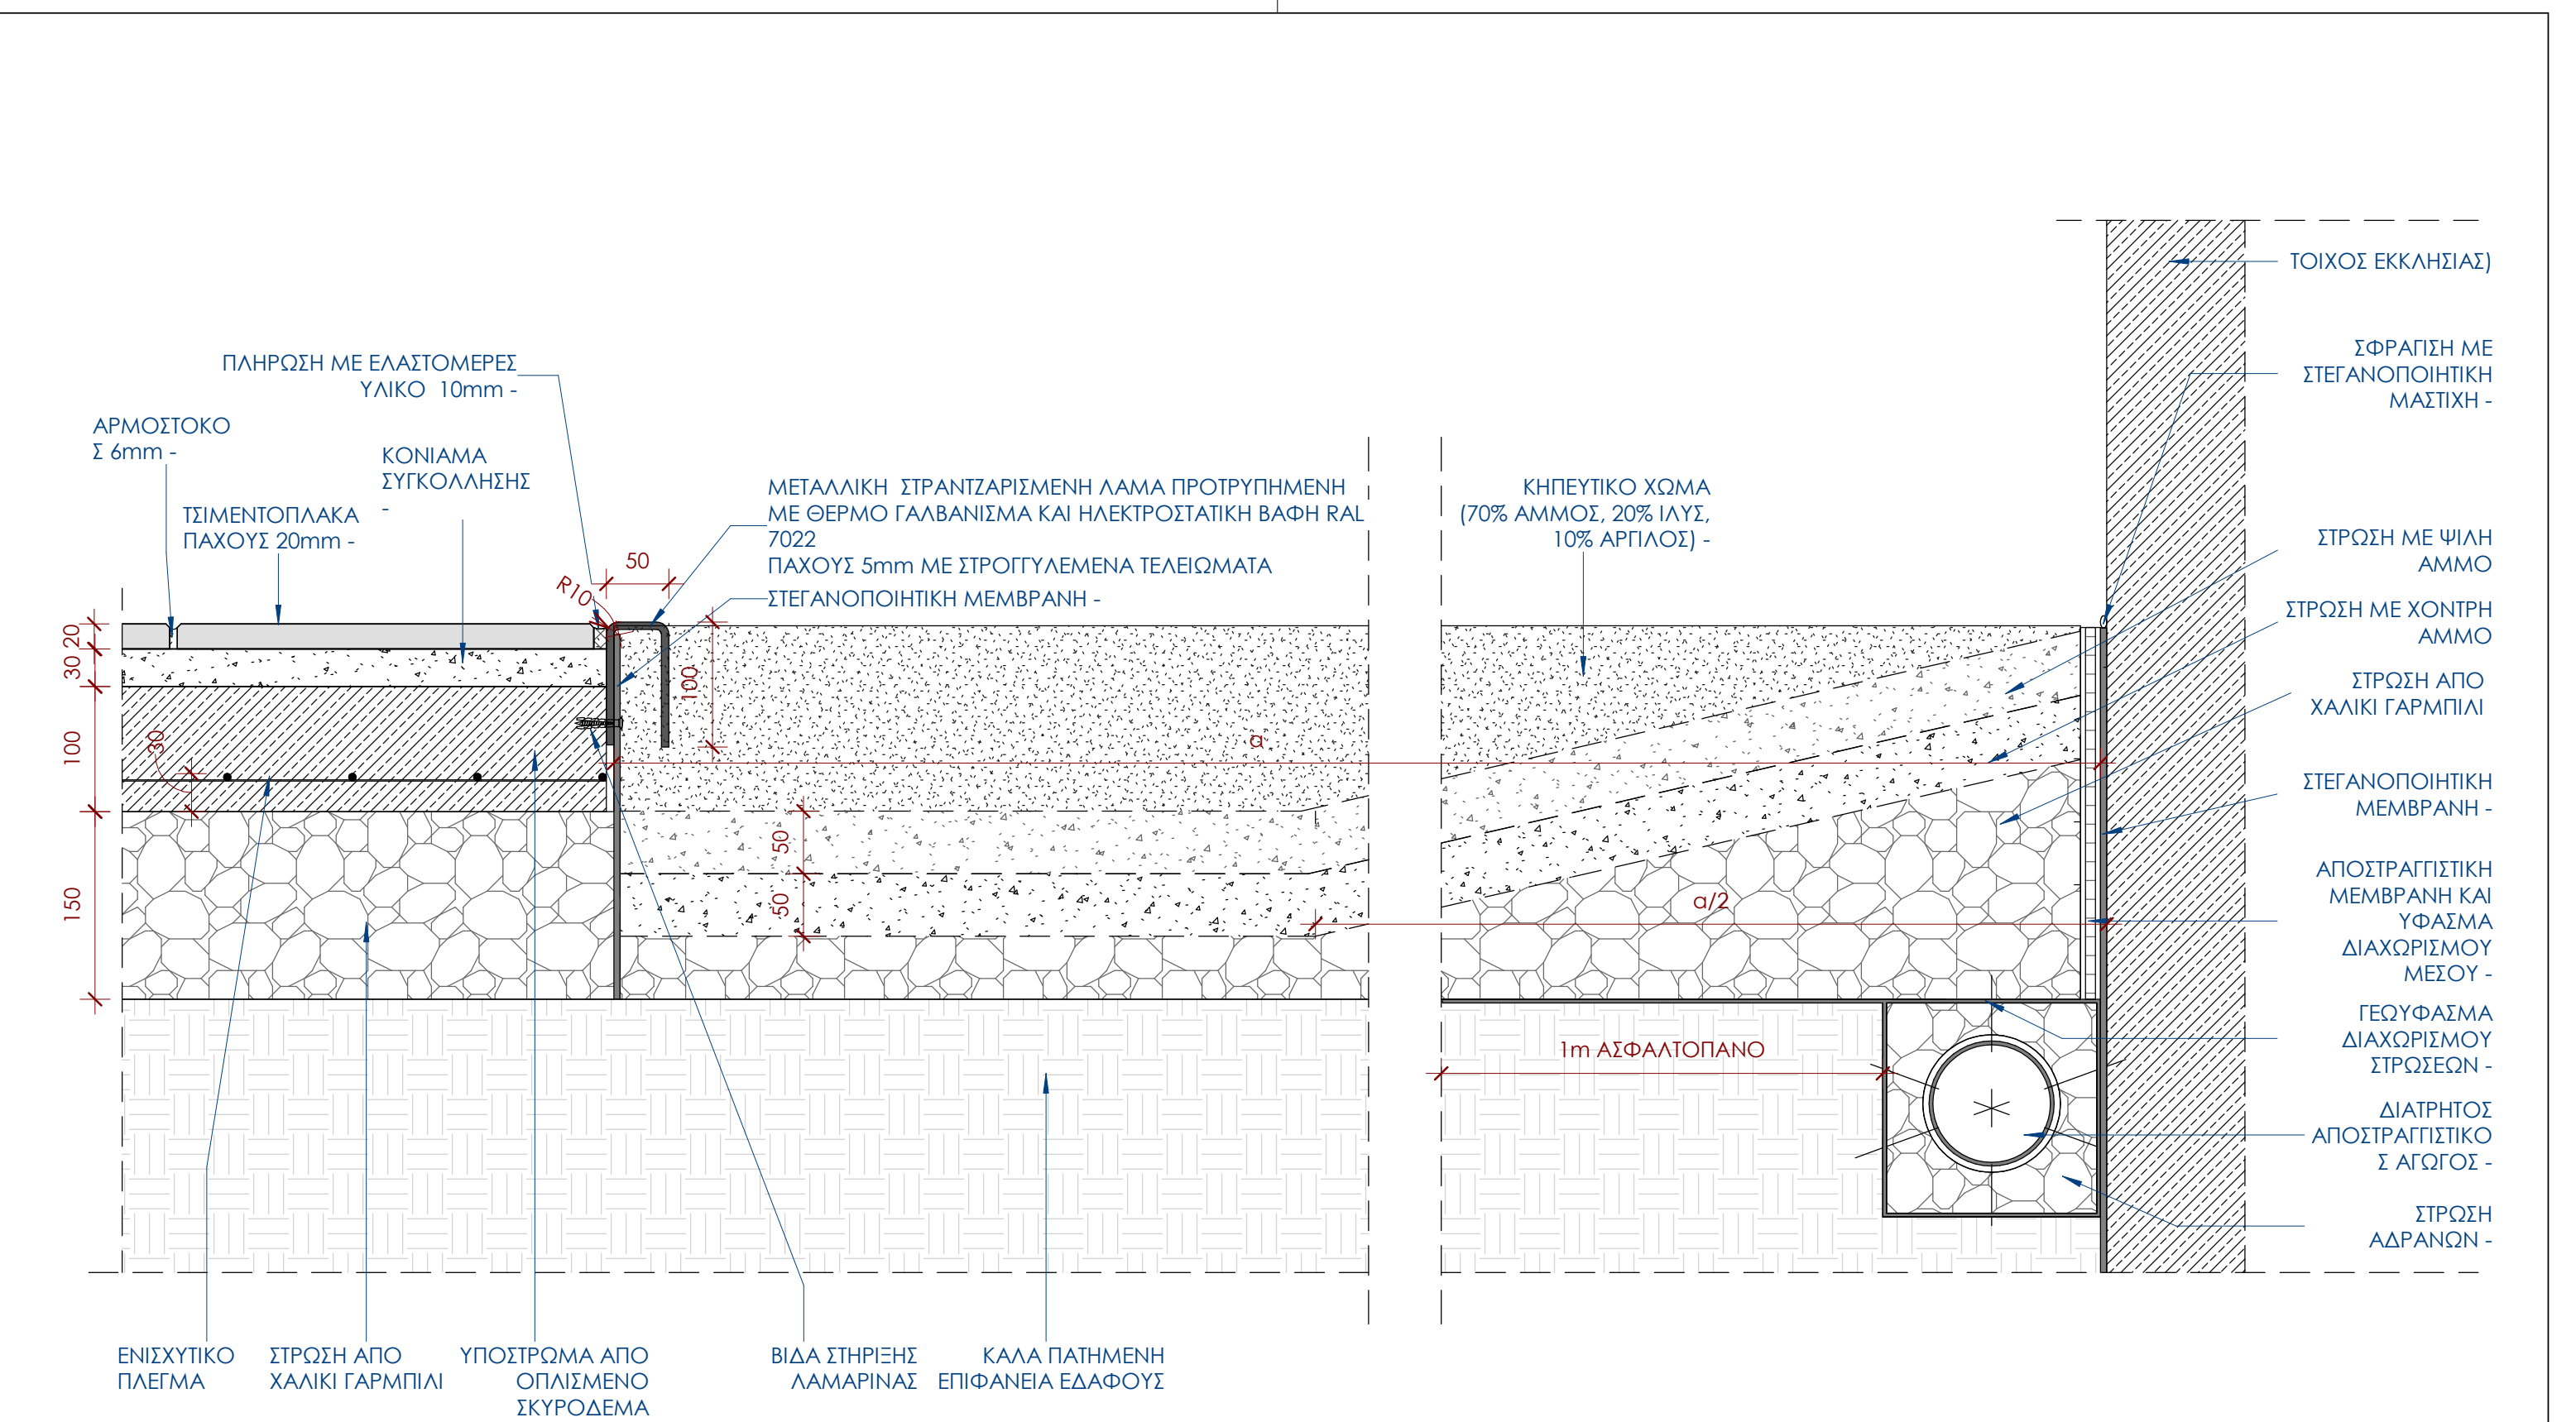 ΠΛΗΡΩΣΗ ΜΕ ΕΛΑΣΤΟΜΕΡΕΣ
ΥΛΙΚΟ  10mm -
ΑΡΜΟΣΤΟΚΟ
Σ 6mm -
ΚΟΝΙΑΜΑ
ΣΥΓΚΟΛΛΗΣΗΣ
-
ΤΣΙΜΕΝΤΟΠΛΑΚΑ
ΠΑΧΟΥΣ 20mm -
ΜΕΤΑΛΛΙΚΗ  ΣΤΡΑΝΤΖΑΡΙΣΜΕΝΗ ΛΑΜΑ ΠΡΟΤΡΥΠΗΜΕΝΗ
ΜΕ ΘΕΡΜΟ ΓΑΛΒΑΝΙΣΜΑ ΚΑΙ ΗΛΕΚΤΡΟΣΤΑΤΙΚΗ ΒΑΦΗ RAL
7022
ΠΑΧΟΥΣ 5mm ΜΕ ΣΤΡΟΓΓΥΛΕΜΕΝΑ ΤΕΛΕΙΩΜΑΤΑ
ΣΤΕΓΑΝΟΠΟΙΗΤΙΚΗ ΜΕΜΒΡΑΝΗ -
50
R10
20
30
100
150
30
100
50
50
a
a/2
1m ΑΣΦΑΛΤΟΠΑΝΟ
ΚΗΠΕΥΤΙΚΟ ΧΩΜΑ
(70% ΑΜΜΟΣ, 20% ΙΛΥΣ,
10% ΑΡΓΙΛΟΣ) -
ΤΟΙΧΟΣ ΕΚΚΛΗΣΙΑΣ)
ΣΦΡΑΓΙΣΗ ΜΕ
ΣΤΕΓΑΝΟΠΟΙΗΤΙΚΗ
ΜΑΣΤΙΧΗ -
ΣΤΡΩΣΗ ΜΕ ΨΙΛΗ
ΑΜΜΟ
ΣΤΡΩΣΗ ΜΕ ΧΟΝΤΡΗ
ΑΜΜΟ
ΣΤΡΩΣΗ ΑΠΟ
ΧΑΛΙΚΙ ΓΑΡΜΠΙΛΙ
ΣΤΕΓΑΝΟΠΟΙΗΤΙΚΗ
ΜΕΜΒΡΑΝΗ -
ΑΠΟΣΤΡΑΓΓΙΣΤΙΚΗ
ΜΕΜΒΡΑΝΗ ΚΑΙ
ΥΦΑΣΜΑ
ΔΙΑΧΩΡΙΣΜΟΥ
ΜΕΣΟΥ -
ΓΕΩΥΦΑΣΜΑ
ΔΙΑΧΩΡΙΣΜΟΥ
ΣΤΡΩΣΕΩΝ -
ΔΙΑΤΡΗΤΟΣ
ΑΠΟΣΤΡΑΓΓΙΣΤΙΚΟ
Σ ΑΓΩΓΟΣ -
ΣΤΡΩΣΗ
ΑΔΡΑΝΩΝ -
ΕΝΙΣΧΥΤΙΚΟ
ΠΛΕΓΜΑ
ΣΤΡΩΣΗ ΑΠΟ
ΧΑΛΙΚΙ ΓΑΡΜΠΙΛΙ
ΥΠΟΣΤΡΩΜΑ ΑΠΟ
ΟΠΛΙΣΜΕΝΟ
ΣΚΥΡΟΔΕΜΑ
ΒΙΔΑ ΣΤΗΡΙΞΗΣ
ΛΑΜΑΡΙΝΑΣ
ΚΑΛΑ ΠΑΤΗΜΕΝΗ
ΕΠΙΦΑΝΕΙΑ ΕΔΑΦΟΥΣ